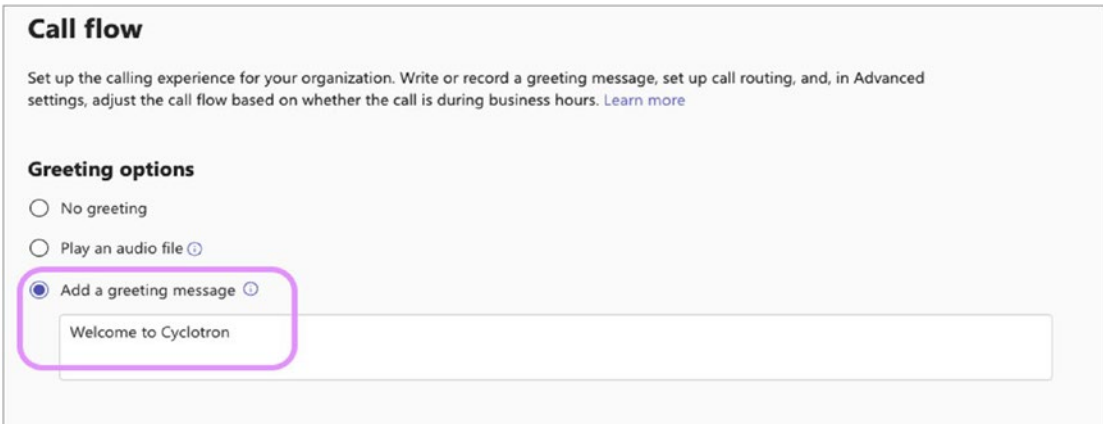 Call flow
Set up the calling experience for your organization. Write or record a greeting message, set up call routing, and, in Advanced
settings, adjust the call flow based on whether the call is during business hours. Learn more
Greeting options
No greeting
Play an audio file
Add a greeting message
Welcome to Cyclotron